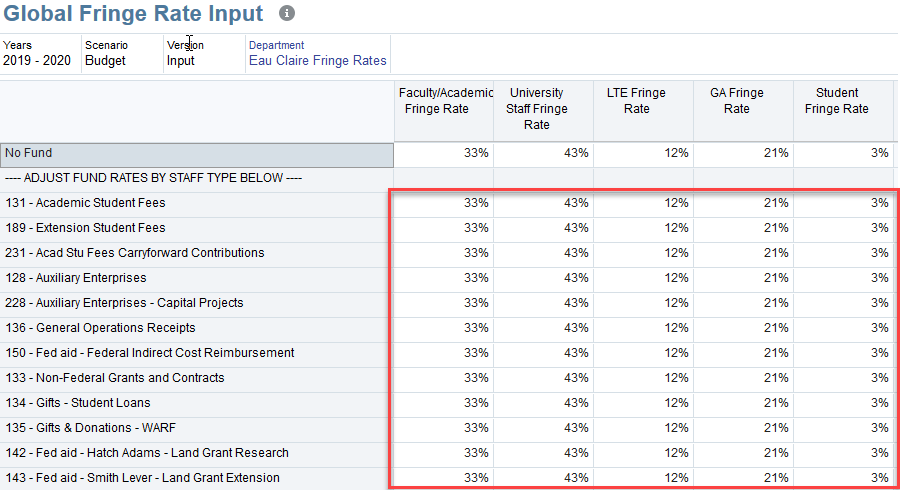 Global Fringe Rate Input
Years Scenario Version Department
2019 - 2020 Budget Input Eau Claire Fringe Rates
Faculty/Academic University LTE Fringe GA Fringe Student
Fringe Rate Staff Fringe Rate Rate Fringe Rate
Rate
No Fund 33% 43% 12% 21% 3%
---- ADJUST FUND RATES BY STAFF TYPE BELOW ----
131 - Academic Student Fees 33% 43% 12% 21% 3%
189 - Extension Student Fees 33% 43% 12% 21% 3%
231 - Acad Stu Fees Carryforward Contributions 33% 43% 12% 21% 3%
128 - Auxiliary Enterprises 33% 43% 12% 21% 3%
228 - Auxiliary Enterprises - Capital Projects 33% 43% 12% 21% 3%
136 - General Operations Receipts 33% 43% 12% 21% 3%
150 - Fed aid - Federal Indirect Cost Reimbursement 33% 43% 12% 21% 3%
133 - Non-Federal Grants and Contracts 33% 43% 12% 21% 3%
134 - Gifts - Student Loans 33% 43% 12% 21% 3%
135 - Gifts & Donations - WARF 33% 43% 12% 21% 3%
142 - Fed aid - Hatch Adams - Land Grant Research 33% 43% 12% 21% 3%
143 - Fed aid - Smith Lever - Land Grant Extension 33% 43% 12% 21% 3%